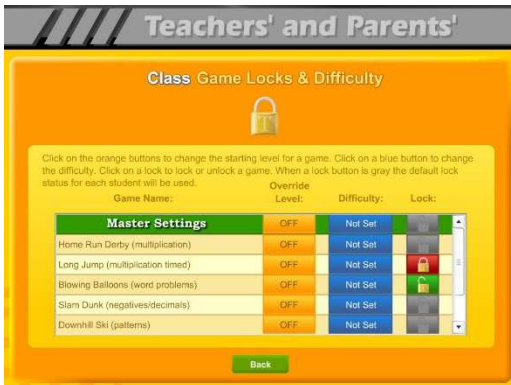 Teachers' and Parents'
Class Game Locks & Difficulty
T
Click on the orange buttons to change the starting level for a game. Click on a blue button to change
the difficulty. Click on a lock to lock or unlock a game. When a lock button is gray the default lock
status for each student will be used.
Game Name: Override Level: Difficulty: Lock:
Master Settings OFF Not Set
Home Run Derby (multiplication) OFF Not Set
Long Jump (multiplication timed) OFF Not Set
Blowing Balloons (word problems) OFF Not Set
Slam Dunk (negatives/decimals) OFF Not Set
Downhill Ski (patterns) OFF Not Set
Back